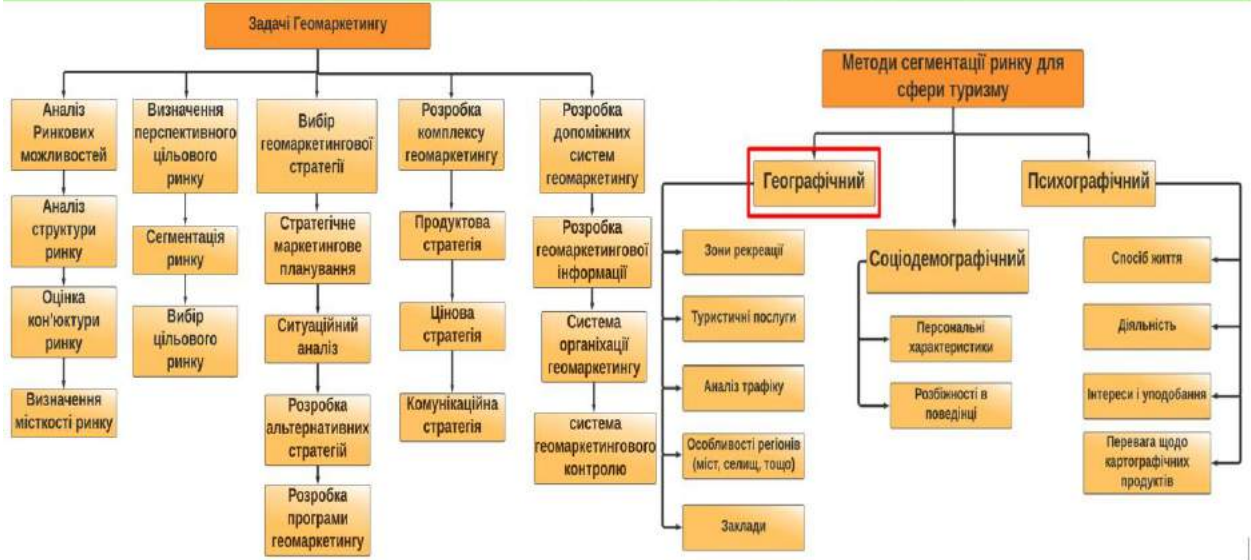 Задачі Геомаркетингу
Аналіз
Ринкових
можливостей
Аналіз
структури
ринку
Оцінка
кон'юктури
ринку
Визначення
місткості ринку
Визначення
перспективного
цільового
ринку
Сегментація
ринку
Вибір
цільового
ринку
Вибір
геомаркетингової
стратегії
Стратегічне
маркетингове
планування
Ситуаційний
аналіз
Розробка
альтернативних
стратегій
Розробка
програми
геомаркетингу
Розробка
комплексу
геомаркетингу
Продуктова
стратегія
Цінова
стратегія
Комунікаційна
стратегія
Розробка
допоміжних
систем
геомаркетингу
Розробка
геомаркетингової
інформації
Система
органіхації
геомаркетингу
система
геомаркетингового
контролю
Методи сегментації ринку для
сфери туризму
Географічний
Зони рекреації
Туристичні послуги
Аналіз трафіку
Особливості регіонів
(міст, селищ, тощо)
Заклади
Соціодемографічний
Персональні
характеристики
Розбіжності в
поведінці
Психографічний
Спосіб життя
Діяльність
Інтереси і уподобання
Перевага щодо
картографічних
продуктів